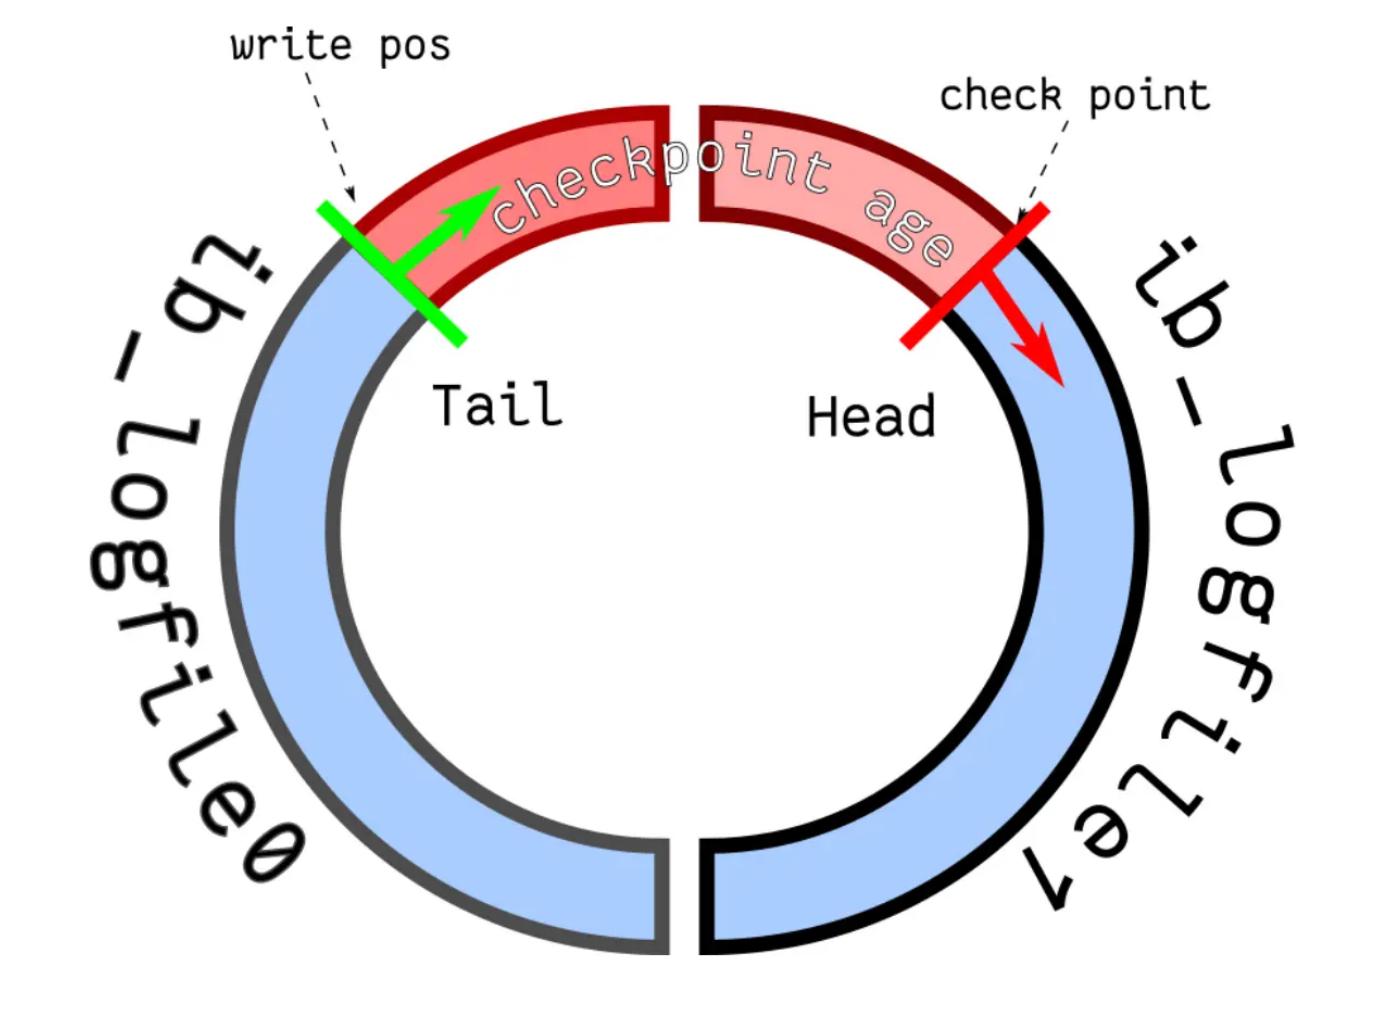 write pos
check point
checkpoint age
ib_logfile0
ib_logfile1
Tail
Head